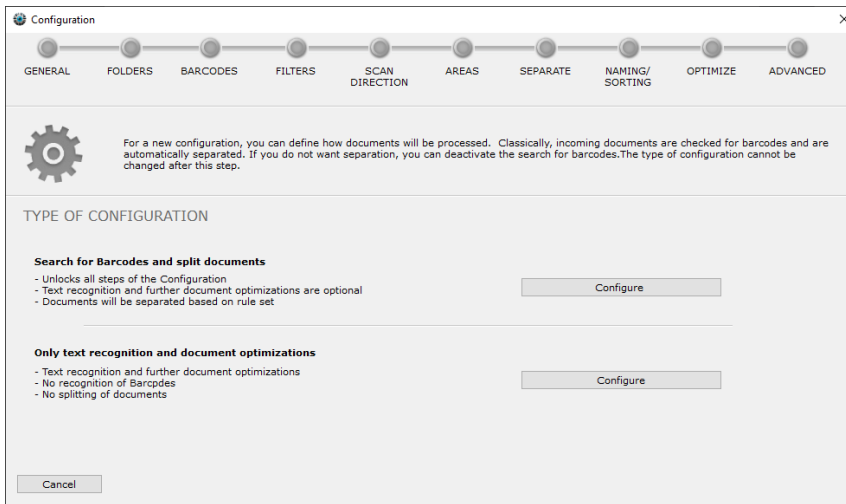 Configuration
GENERAL
FOLDERS
BARCODES
FILTERS
SCAN
DIRECTION
AREAS
SEPARATE
NAMING/
SORTING
OPTIMIZE
ADVANCED
For a new configuration, you can define how documents will be processed.  Classically, incoming documents are checked for barcodes and are
automatically separated. If you do not want separation, you can deactivate the search for barcodes.The type of configuration cannot be
changed after this step.
TYPE OF CONFIGURATION
Search for Barcodes and split documents
- Unlocks all steps of the Configuration
- Text recognition and further document optimizations are optional
- Documents will be separated based on rule set
Configure
Only text recognition and document optimizations
- Text recognition and further document optimizations
- No recognition of Barcpdes
- No splitting of documents
Configure
Cancel